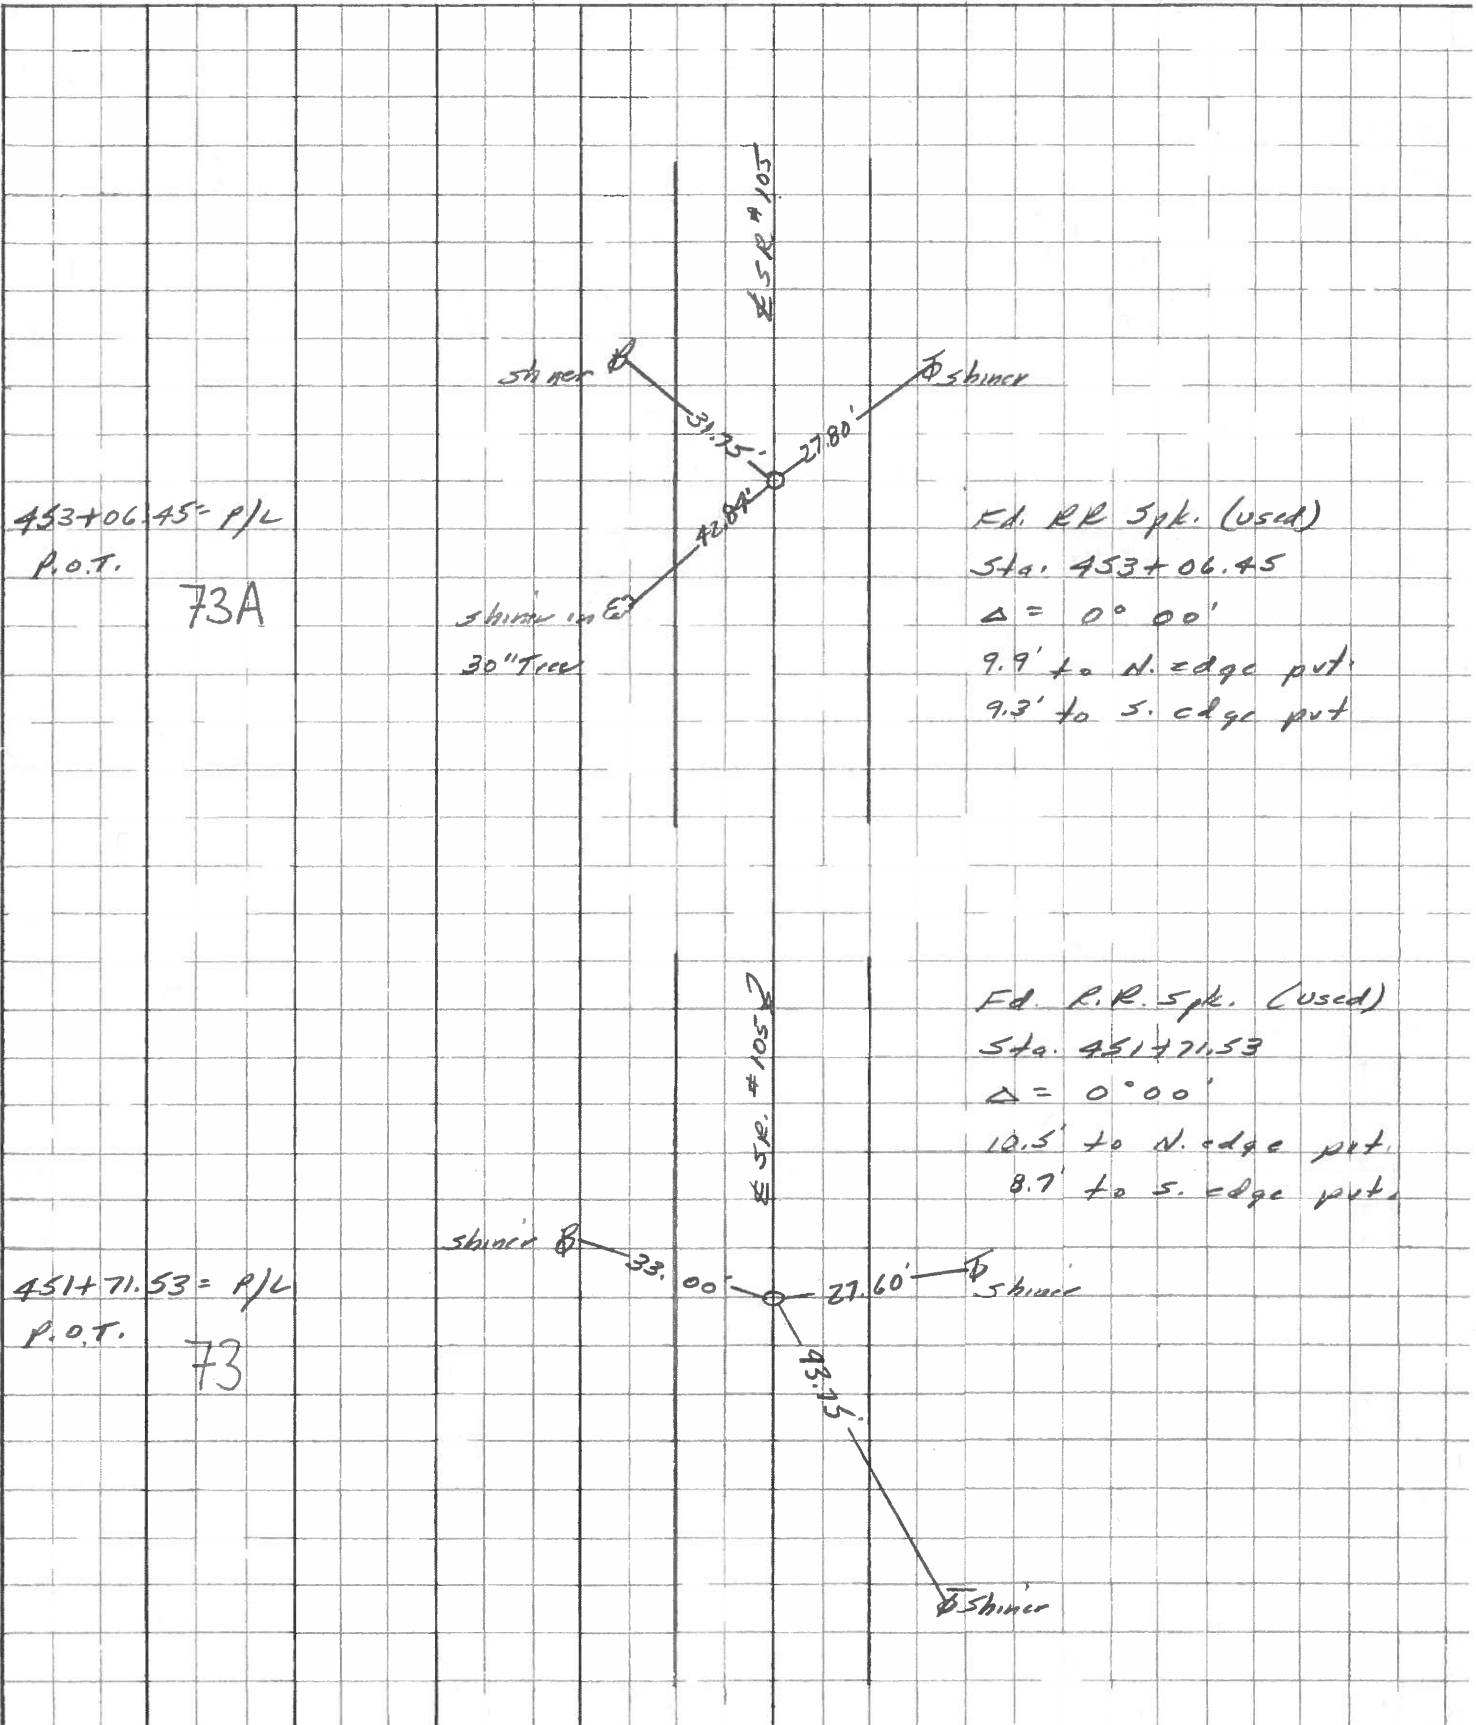 ℄ SR #105
shiner
31.75'
27.80'
shiner
42.84'
453+06.45= P/L
P.O.T.
73A
shiner in
30" Tree
Fd. RR Spk. (used)
Sta. 453+06.45
Δ = 0° 00'
9.9' to N. edge pvt.
9.3' to S. edge pvt
℄ SR. #105
Fd. R.R. Spk. (used)
Sta. 451+71.53
Δ = 0°00'
10.5' to N. edge pvt.
8.7' to S. edge pvt.
shiner
33.00'
27.60'
shiner
451+71.53= P/L
P.O.T.
73
93.75'
shiner